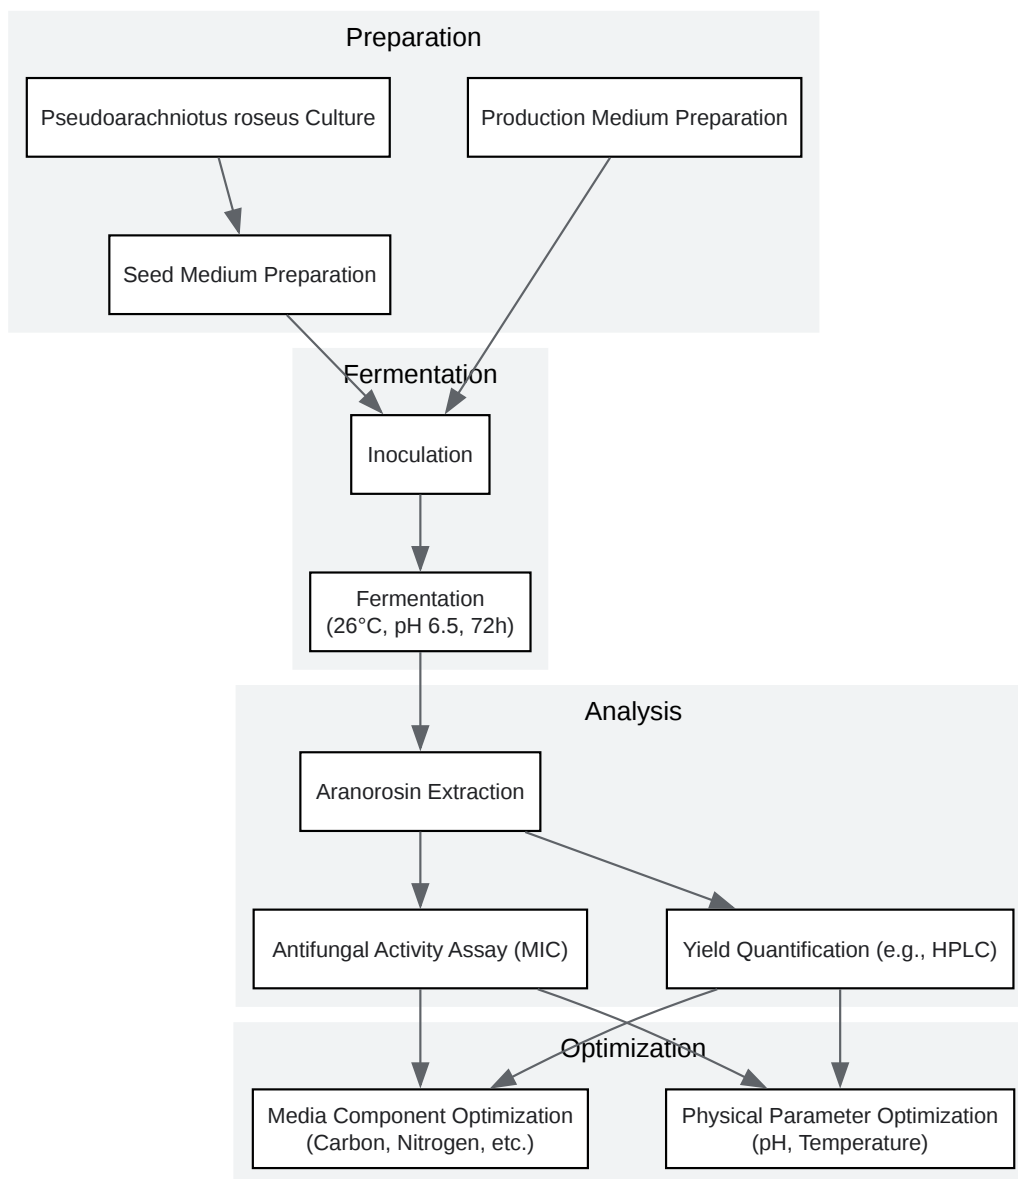 Preparation
Pseudoarachniotus roseus Culture
Production Medium Preparation
Seed Medium Preparation
Fermentation
Inoculation
Fermentation
(26°C, pH 6.5, 72h)
Analysis
Aranorosin Extraction
Antifungal Activity Assay (MIC)
Yield Quantification (e.g., HPLC)
Optimization
Media Component Optimization
(Carbon, Nitrogen, etc.)
Physical Parameter Optimization
(pH, Temperature)